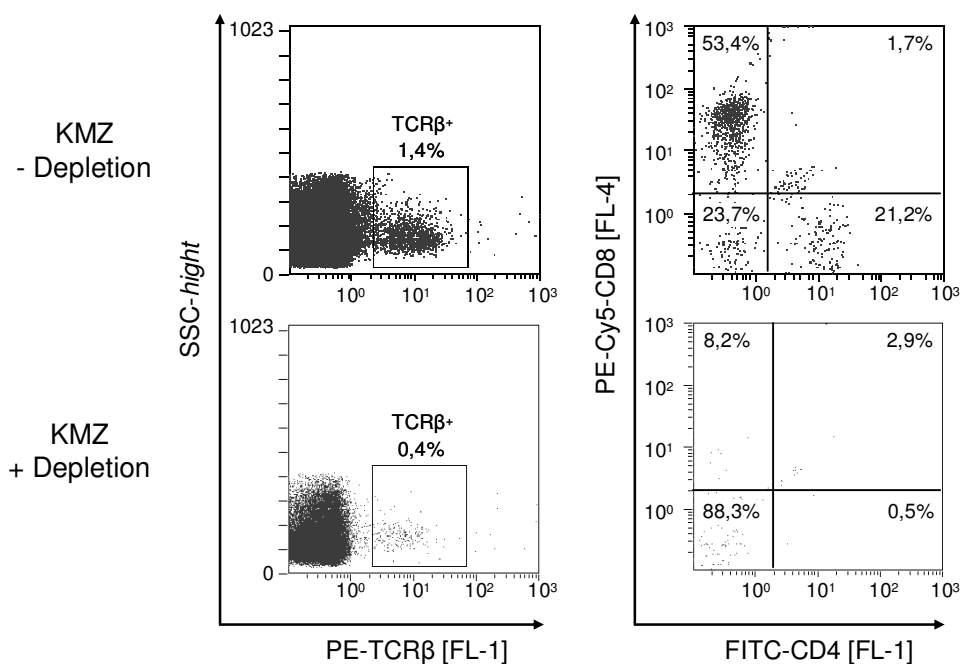 KMZ
- Depletion
KMZ
+ Depletion
SSC-hight
1023
0
TCRβ⁺
1,4%
10⁰ 10¹ 10² 10³
1023
0
TCRβ⁺
0,4%
10⁰ 10¹ 10² 10³
PE-TCRβ [FL-1]
PE-Cy5-CD8 [FL-4]
10³
10²
10¹
10⁰
53,4% 1,7%
23,7% 21,2%
10⁰ 10¹ 10² 10³
10³
10²
10¹
10⁰
8,2% 2,9%
88,3% 0,5%
10⁰ 10¹ 10² 10³
FITC-CD4 [FL-1]